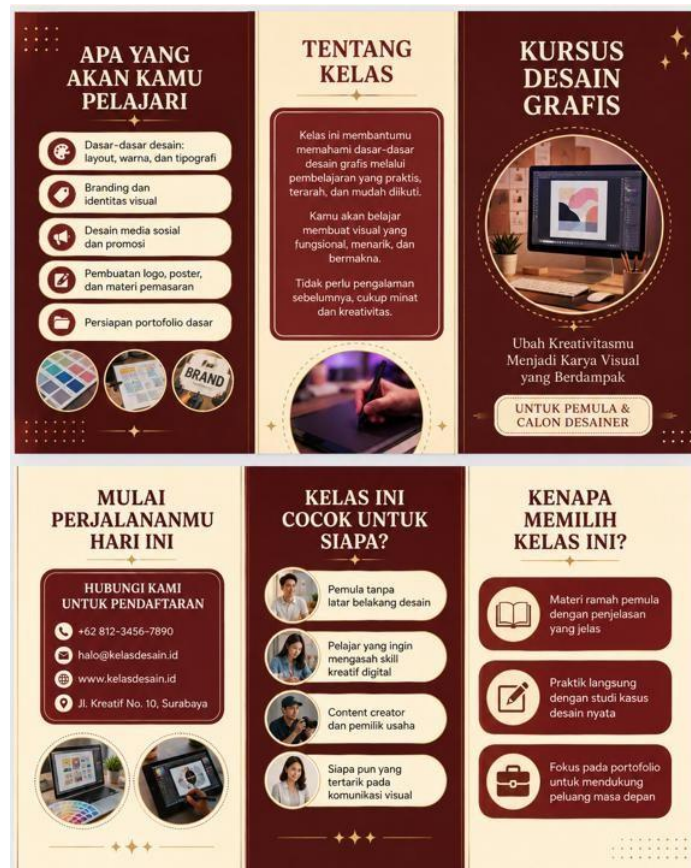 APA YANG
AKAN KAMU
PELAJARI
Dasar-dasar desain:
layout, warna, dan tipografi
Branding dan
identitas visual
Desain media sosial
dan promosi
Pembuatan logo, poster,
dan materi pemasaran
Persiapan portofolio dasar
BRAND
TENTANG
KELAS
Kelas ini membantumu
memahami dasar-dasar
desain grafis melalui
pembelajaran yang praktis,
terarah, dan mudah diikuti.
Kamu akan belajar
membuat visual yang
fungsional, menarik, dan
bermakna.
Tidak perlu pengalaman
sebelumnya, cukup minat
dan kreativitas.
KURSUS
DESAIN
GRAFIS
Ubah Kreativitasmu
Menjadi Karya Visual
yang Berdampak
UNTUK PEMULA &
CALON DESAINER
MULAI
PERJALANANMU
HARI INI
HUBUNGI KAMI
UNTUK PENDAFTARAN
+62 812-3456-7890
halo@kelasdesain.id
www.kelasdesain.id
Jl. Kreatif No. 10, Surabaya
KELAS INI
COCOK UNTUK
SIAPA?
Pemula tanpa
latar belakang desain
Pelajar yang ingin
mengasah skill
kreatif digital
Content creator
dan pemilik usaha
Siapa pun yang
tertarik pada
komunikasi visual
KENAPA
MEMILIH
KELAS INI?
Materi ramah pemula
dengan penjelasan
yang jelas
Praktik langsung
dengan studi kasus
desain nyata
Fokus pada portofolio
untuk mendukung
peluang masa depan